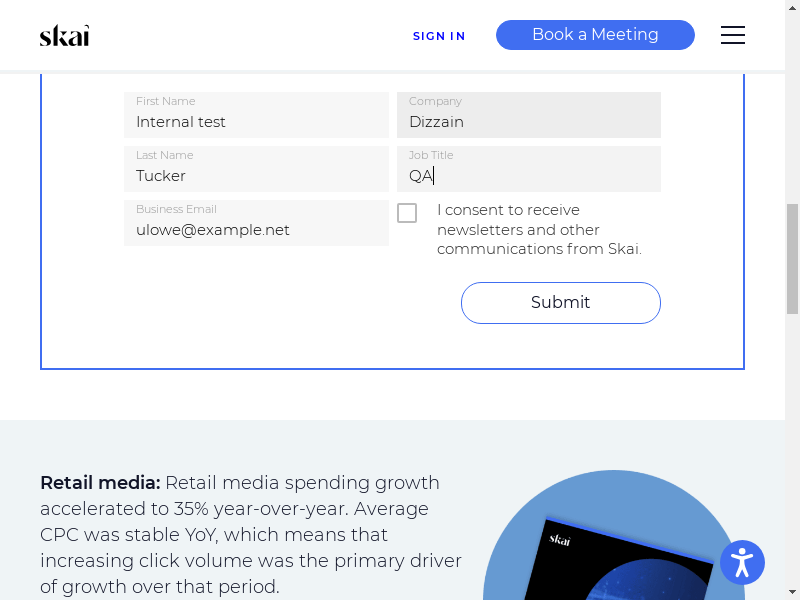 skai
SIGN IN
Book a Meeting
First Name
Internal test
Company
Dizzain
Last Name
Tucker
Job Title
QA
Business Email
ulowe@example.net
I consent to receive
newsletters and other
communications from Skai.
Submit
Retail media: Retail media spending growth
accelerated to 35% year-over-year. Average
CPC was stable YoY, which means that
increasing click volume was the primary driver
of growth over that period.
skai